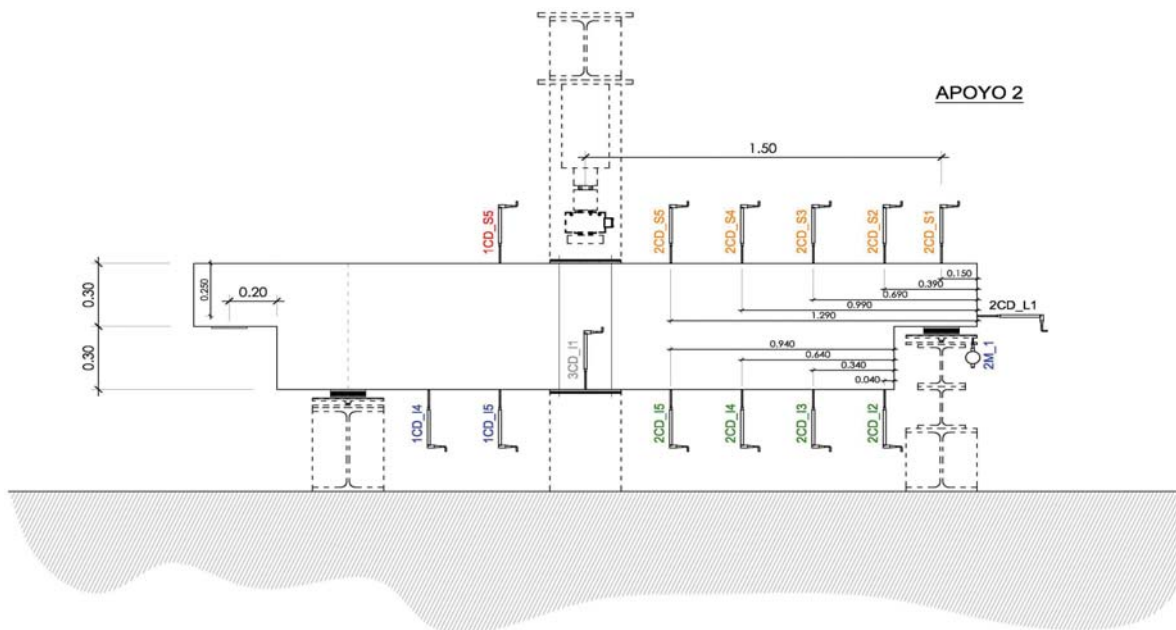 APOYO 2
1.50
1CD_S5
2CD_S5
2CD_S4
2CD_S3
2CD_S2
2CD_S1
0.30
0.250
0.20
0.150
0.390
0.690
0.990
1.290
2CD_L1
0.30
3CD_I1
0.940
0.640
0.340
0.040
2M_1
1CD_I4
1CD_I5
2CD_I5
2CD_I4
2CD_I3
2CD_I2